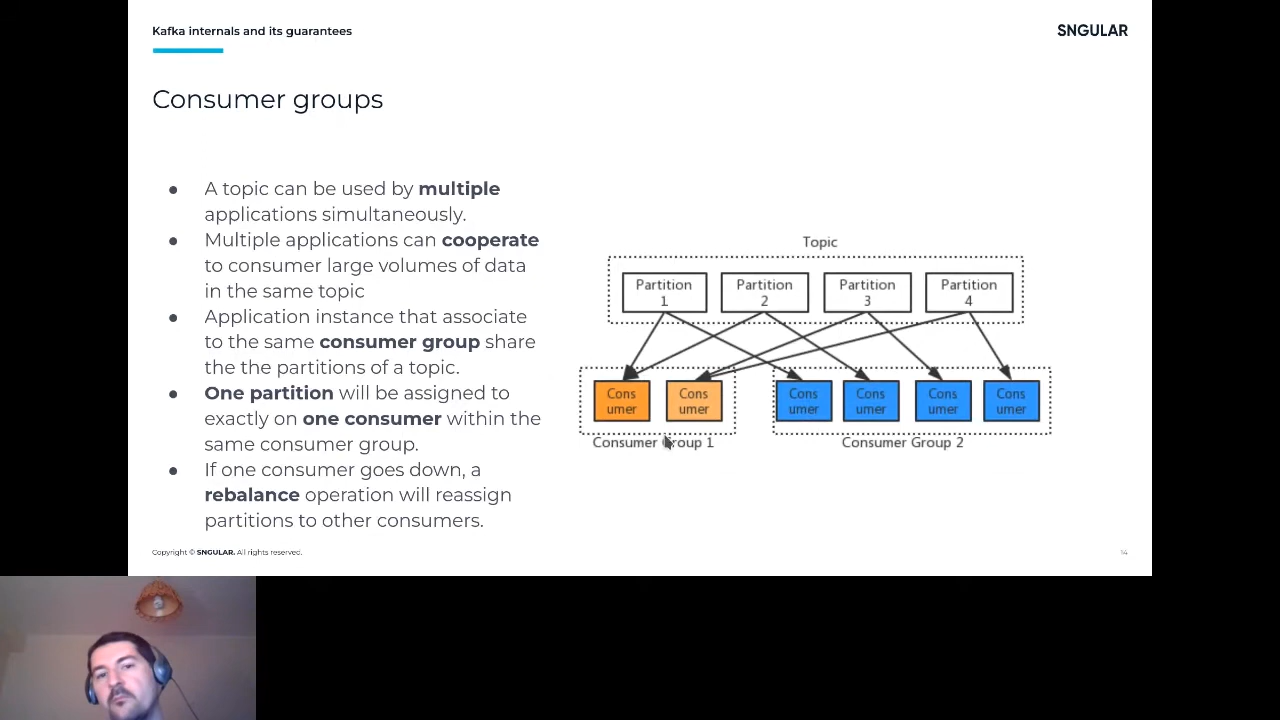 Kafka internals and its guarantees
SNGULAR
Consumer groups
● A topic can be used by multiple
applications simultaneously.
● Multiple applications can cooperate
to consumer large volumes of data
in the same topic
● Application instance that associate
to the same consumer group share
the the partitions of a topic.
● One partition will be assigned to
exactly on one consumer within the
same consumer group.
● If one consumer goes down, a
rebalance operation will reassign
partitions to other consumers.
Topic
Partition
1
Partition
2
Partition
3
Partition
4
Cons
umer
Cons
umer
Cons
umer
Cons
umer
Cons
umer
Cons
umer
Consumer Group 1
Consumer Group 2
Copyright © SNGULAR. All rights reserved.
14